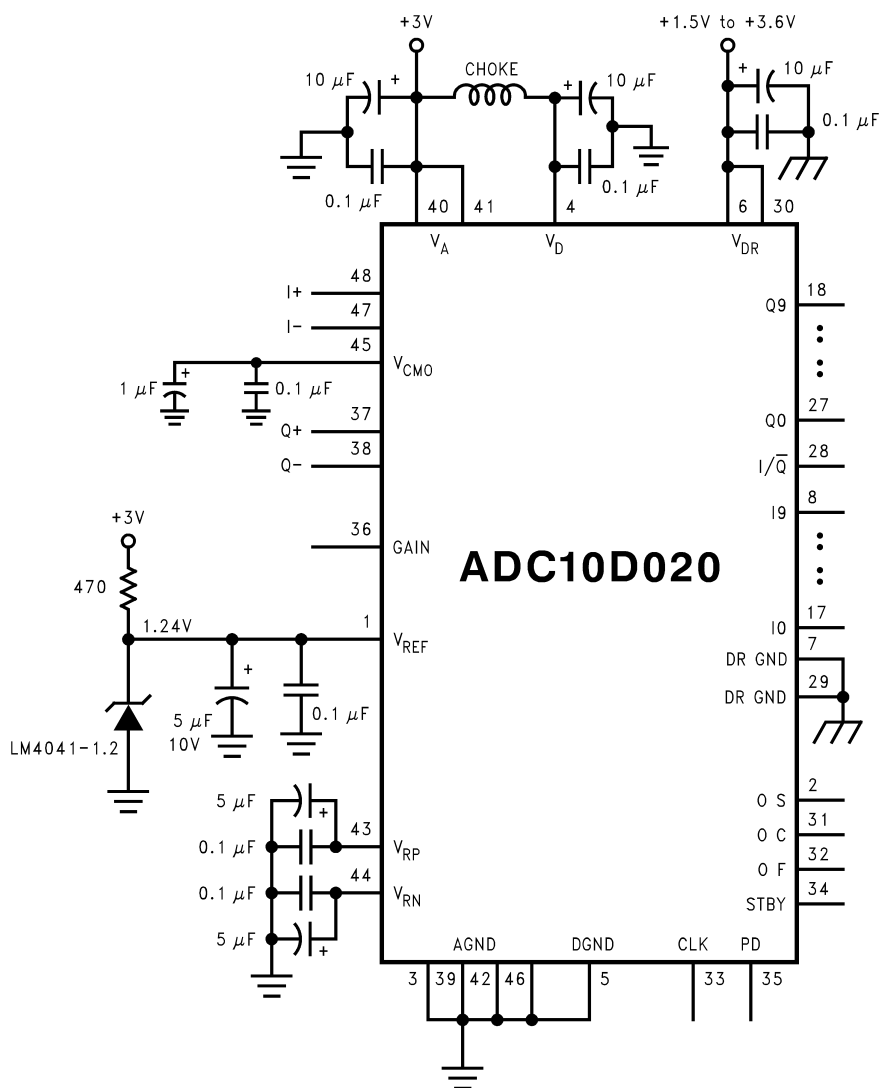 +3V
+1.5V to +3.6V
10 µF
+
CHOKE
+
10 µF
+
10 µF
0.1 µF
0.1 µF
0.1 µF
40
41
4
6
30
V_A
V_D
V_DR
I+
48
I-
47
45
V_CMO
1 µF
+
0.1 µF
Q+
37
Q-
38
36
GAIN
Q9
18
Q0
27
I/Q̅
28
I9
8
I0
17
ADC10D020
+3V
470
1.24V
1
V_REF
+
5 µF
10V
0.1 µF
LM4041-1.2
DR GND
7
DR GND
29
5 µF
+
0.1 µF
43
V_RP
0.1 µF
44
V_RN
5 µF
+
O S
2
O C
31
O F
32
STBY
34
AGND
DGND
CLK
PD
3
39
42
46
5
33
35